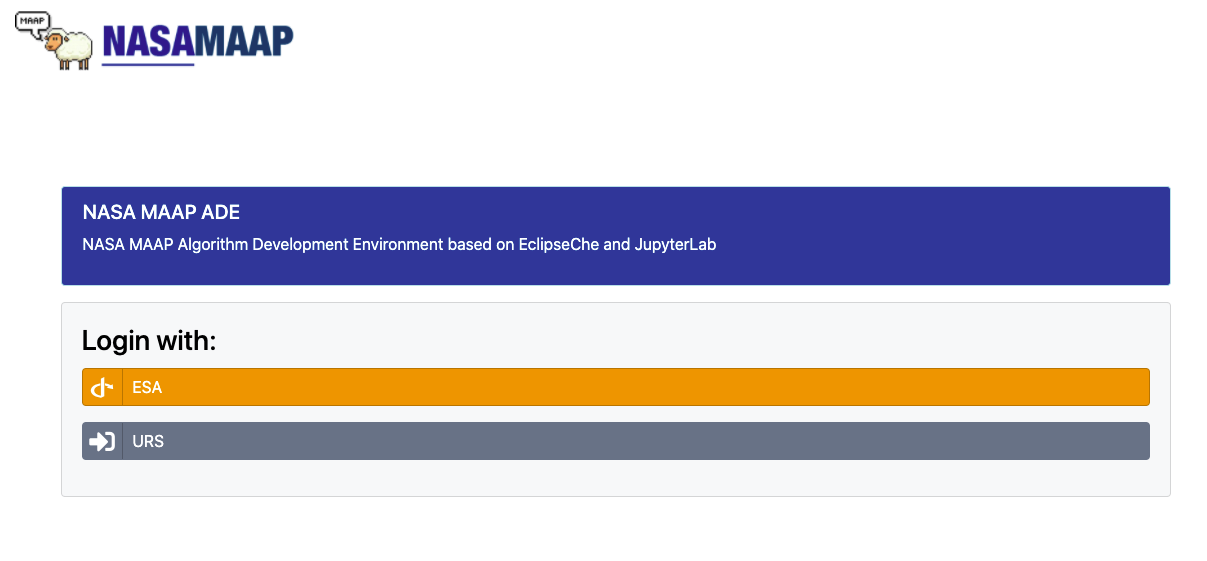 MAAP
NASAMAAP
NASA MAAP ADE
NASA MAAP Algorithm Development Environment based on EclipseChe and JupyterLab
Login with:
ESA
URS